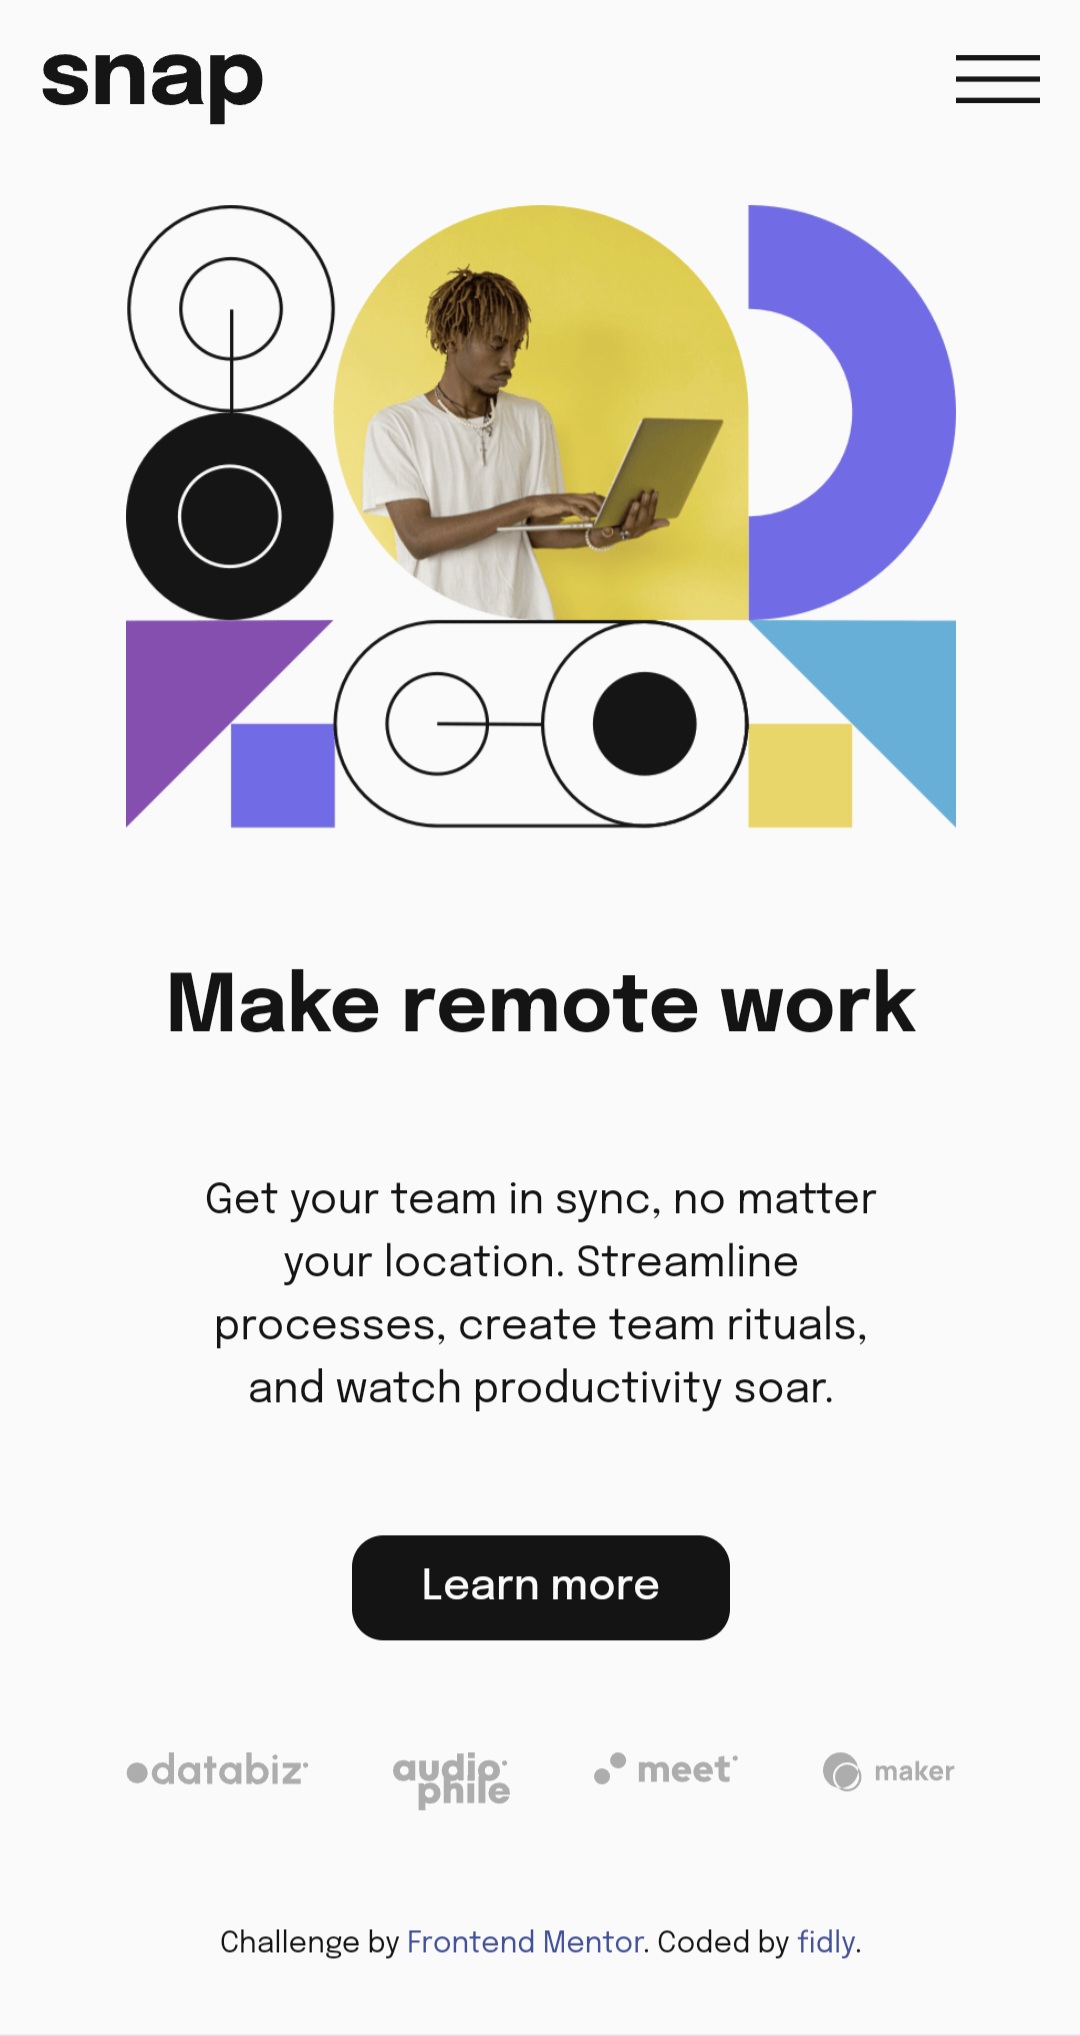 snap
Make remote work
Get your team in sync, no matter
your location. Streamline
processes, create team rituals,
and watch productivity soar.
Learn more
databiz
audio
phile
meet
maker
Challenge by Frontend Mentor. Coded by fidly.